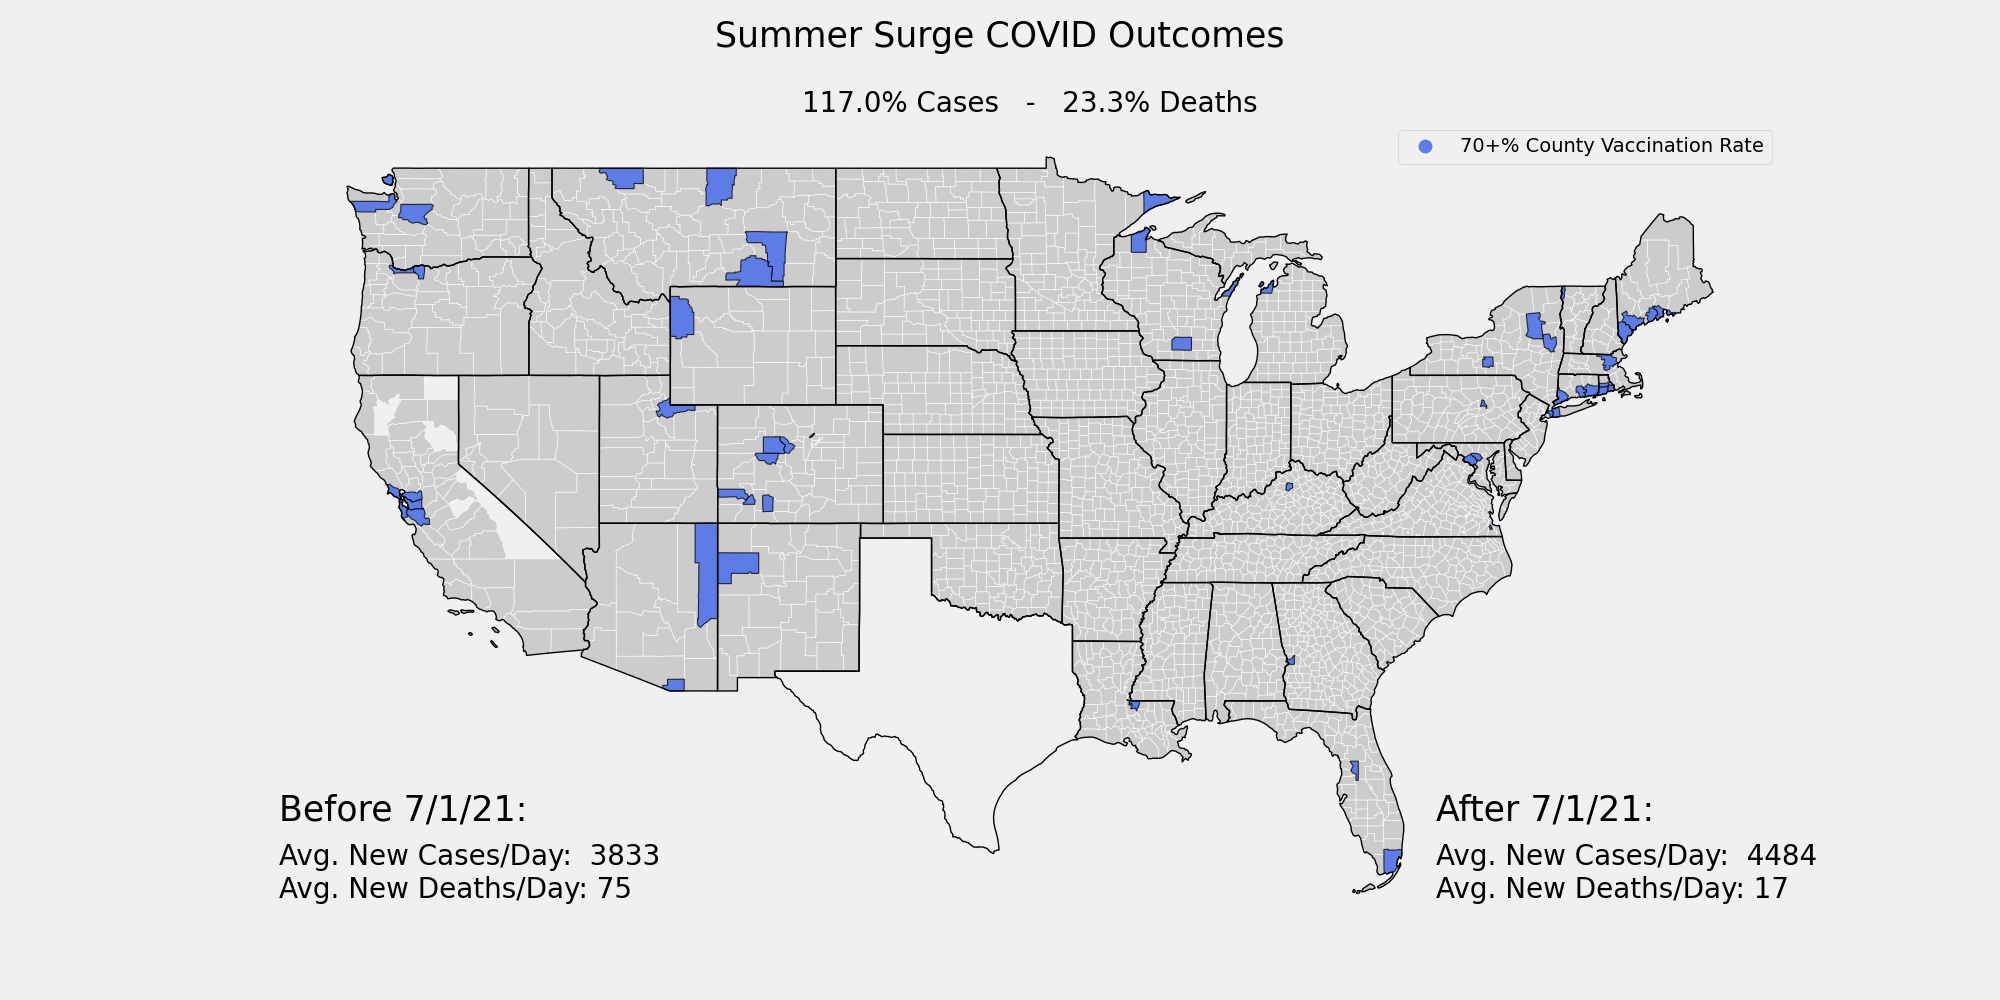 Summer Surge COVID Outcomes
117.0% Cases - 23.3% Deaths
70+% County Vaccination Rate
Before 7/1/21:
Avg. New Cases/Day: 3833
Avg. New Deaths/Day: 75
After 7/1/21:
Avg. New Cases/Day: 4484
Avg. New Deaths/Day: 17